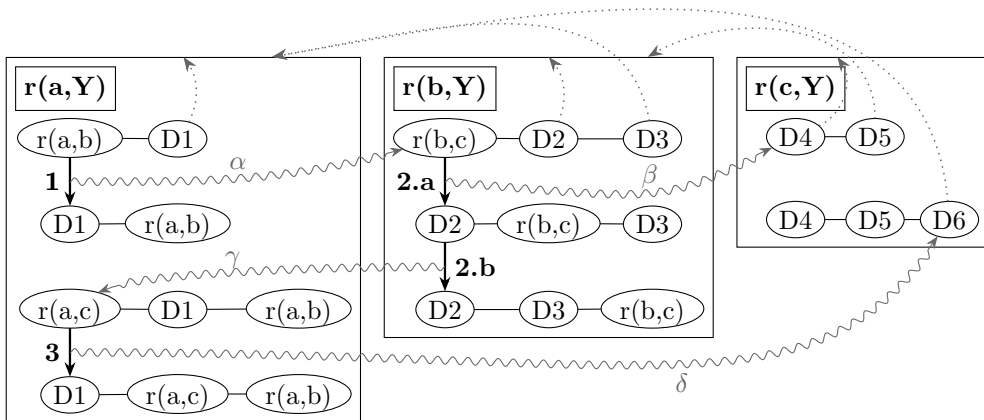 r(a,Y) r(b,Y) r(c,Y)
r(a,b) D1 r(b,c) D2 D3 D4 D5
1 α 2.a β
D1 r(a,b) D2 r(b,c) D3 D4 D5 D6
γ 2.b
r(a,c) D1 r(a,b) D2 D3 r(b,c)
3 δ
D1 r(a,c) r(a,b)